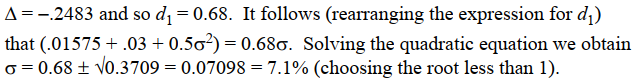 Δ = –.2483 and so d₁ = 0.68. It follows (rearranging the expression for d₁)
that (.01575 + .03 + 0.5σ²) = 0.68σ. Solving the quadratic equation we obtain
σ = 0.68 ± √0.3709 = 0.07098 = 7.1% (choosing the root less than 1).